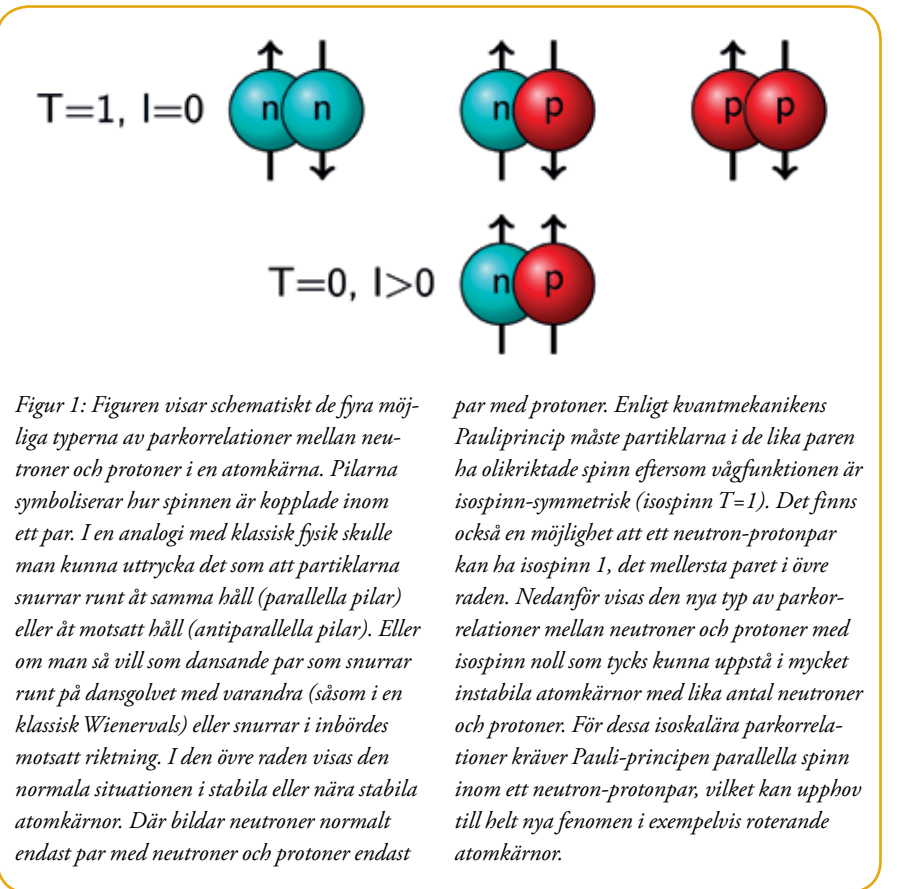 T=1, I=0
n n
n p
p p
T=0, I>0
n p
Figur 1: Figuren visar schematiskt de fyra möj-
liga typerna av parkorrelationer mellan neu-
troner och protoner i en atomkärna. Pilarna
symboliserar hur spinnen är kopplade inom
ett par. I en analogi med klassisk fysik skulle
man kunna uttrycka det som att partiklarna
snurrar runt åt samma håll (parallella pilar)
eller åt motsatt håll (antiparallella pilar). Eller
om man så vill som dansande par som snurrar
runt på dansgolvet med varandra (såsom i en
klassisk Wienervals) eller snurrar i inbördes
motsatt riktning. I den övre raden visas den
normala situationen i stabila eller nära stabila
atomkärnor. Där bildar neutroner normalt
endast par med neutroner och protoner endast
par med protoner. Enligt kvantmekanikens
Pauliprincip måste partiklarna i de lika paren
ha olikriktade spinn eftersom vågfunktionen är
isospinn-symmetrisk (isospinn T=1). Det finns
också en möjlighet att ett neutron-protonpar
kan ha isospinn 1, det mellersta paret i övre
raden. Nedanför visas den nya typ av parkor-
relationer mellan neutroner och protoner med
isospinn noll som tycks kunna uppstå i mycket
instabila atomkärnor med lika antal neutroner
och protoner. För dessa isoskalära parkorrela-
tioner kräver Pauli-principen parallella spinn
inom ett neutron-protonpar, vilket kan upphov
till helt nya fenomen i exempelvis roterande
atomkärnor.